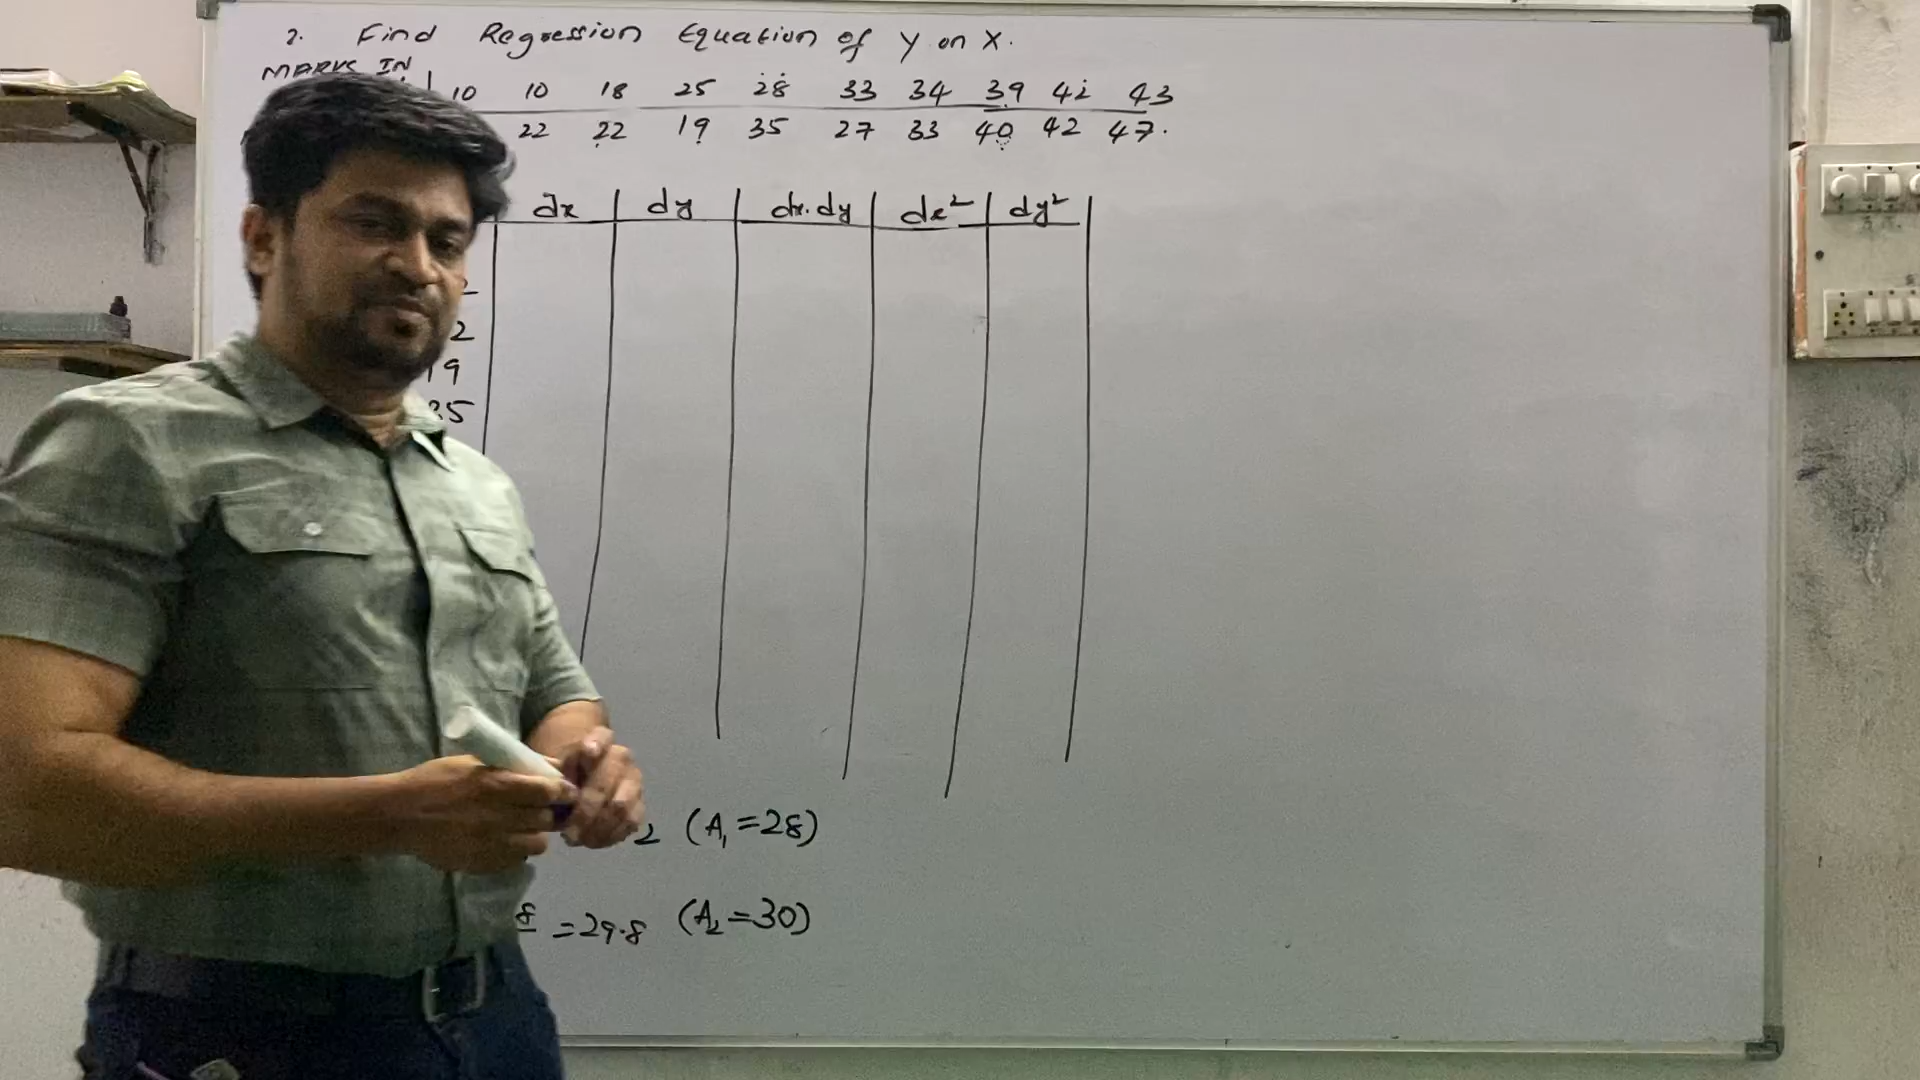 2. Find Regression Equation of Y on X.
MARKS IN
10 10 18 25 28 33 34 39 42 43
22 22 19 35 27 33 40 42 47.
dx dy dx.dy dx² dy²
2
19
35
2 (A₁=28)
8 =29.8 (A₂=30)